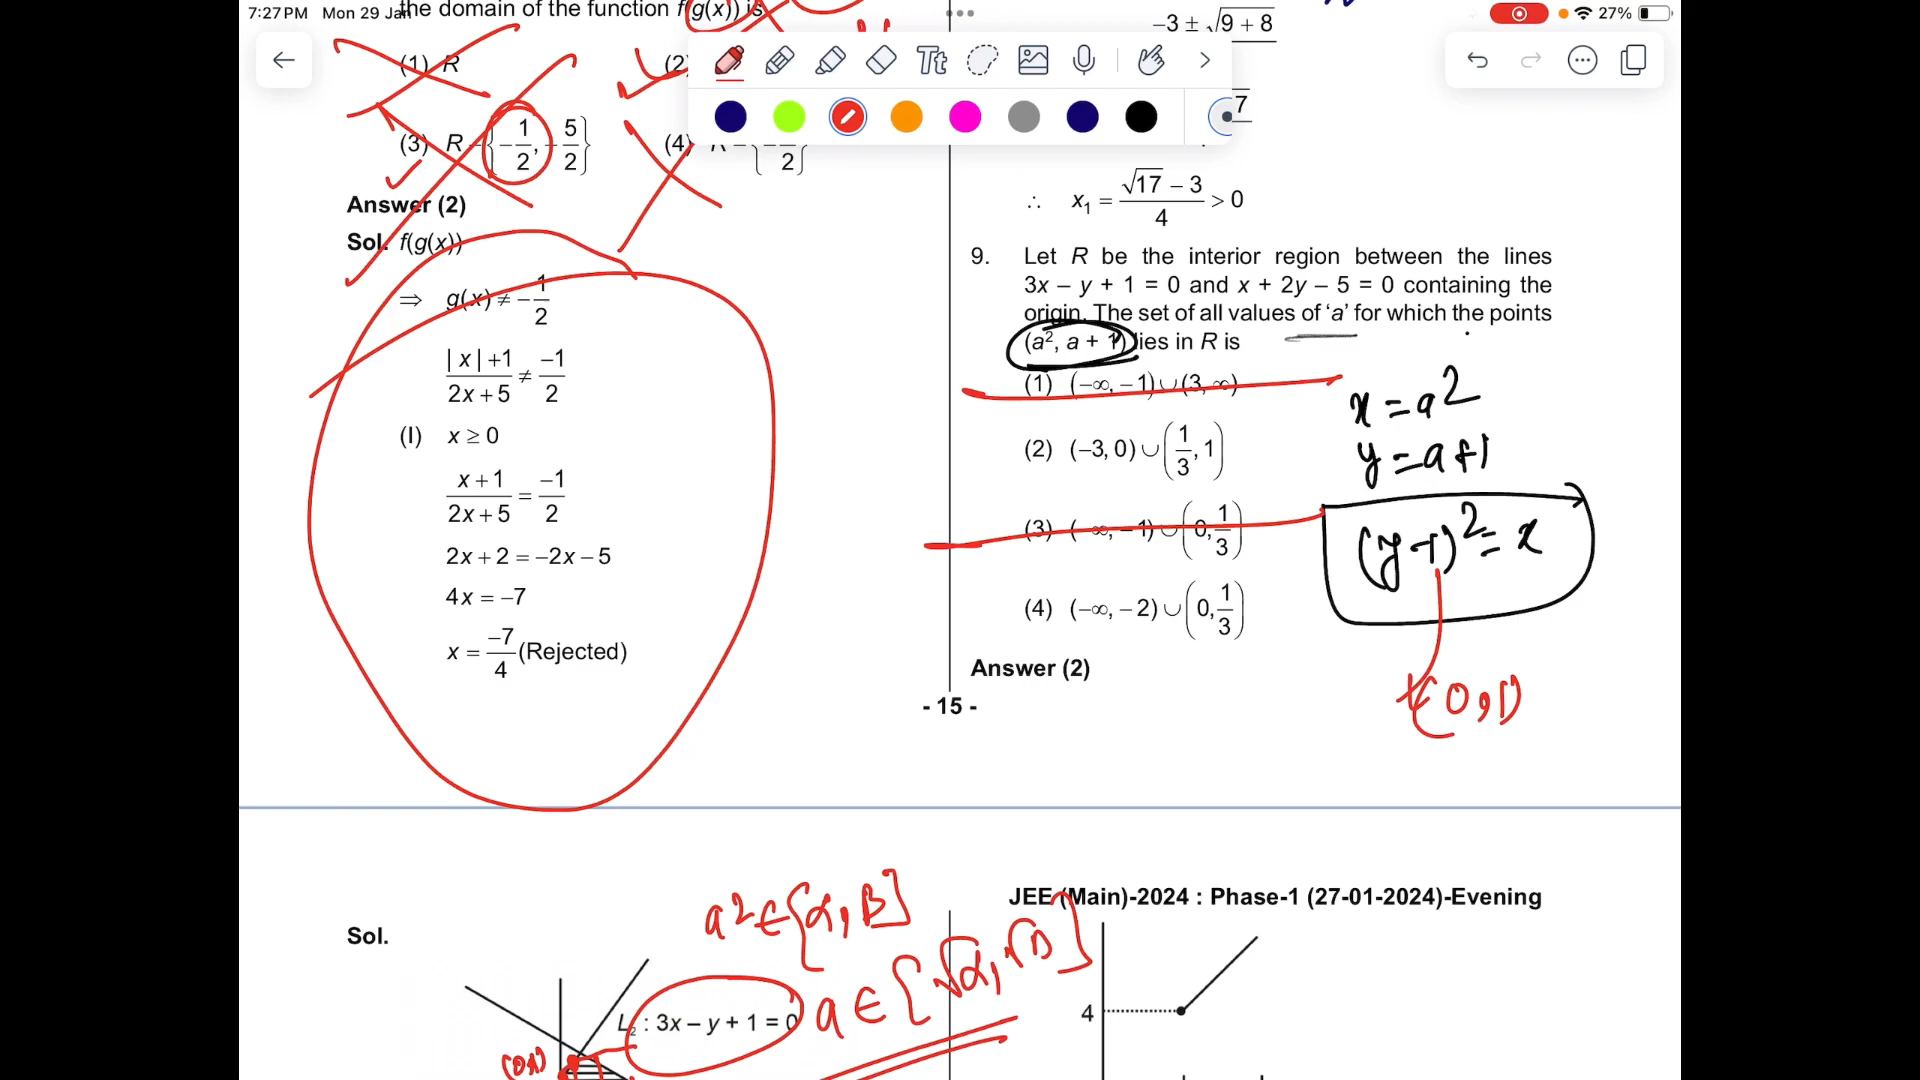 7:27PM Mon 29 Jan
27%
the domain of the function f(g(x)) is
(1) R
(2)
(3) R – {–1/2, –5/2}
(4)
Answer (2)
Sol. f(g(x))
⇒ g(x) ≠ –1/2
|x|+1/2x+5 ≠ –1/2
(I) x ≥ 0
x+1/2x+5 = –1/2
2x + 2 = –2x – 5
4x = –7
x = –7/4 (Rejected)
–3 ± √9 + 8
7
∴ x₁ = √17 – 3/4 > 0
9. Let R be the interior region between the lines
3x – y + 1 = 0 and x + 2y – 5 = 0 containing the
origin. The set of all values of ‘a’ for which the points
(a², a + 1) lies in R is
(1) (–∞, –1) ∪ (3, ∞)
(2) (–3, 0) ∪ (1/3, 1)
(3) (–∞, –1) ∪ (0, 1/3)
(4) (–∞, –2) ∪ (0, 1/3)
Answer (2)
x = a²
y = a+1
(y-1)² = x
(0,1)
- 15 -
JEE (Main)-2024 : Phase-1 (27-01-2024)-Evening
Sol.
a² ∈ [α, β]
a ∈ [√α, √β]
L₂ : 3x – y + 1 = 0
(0,1)
4